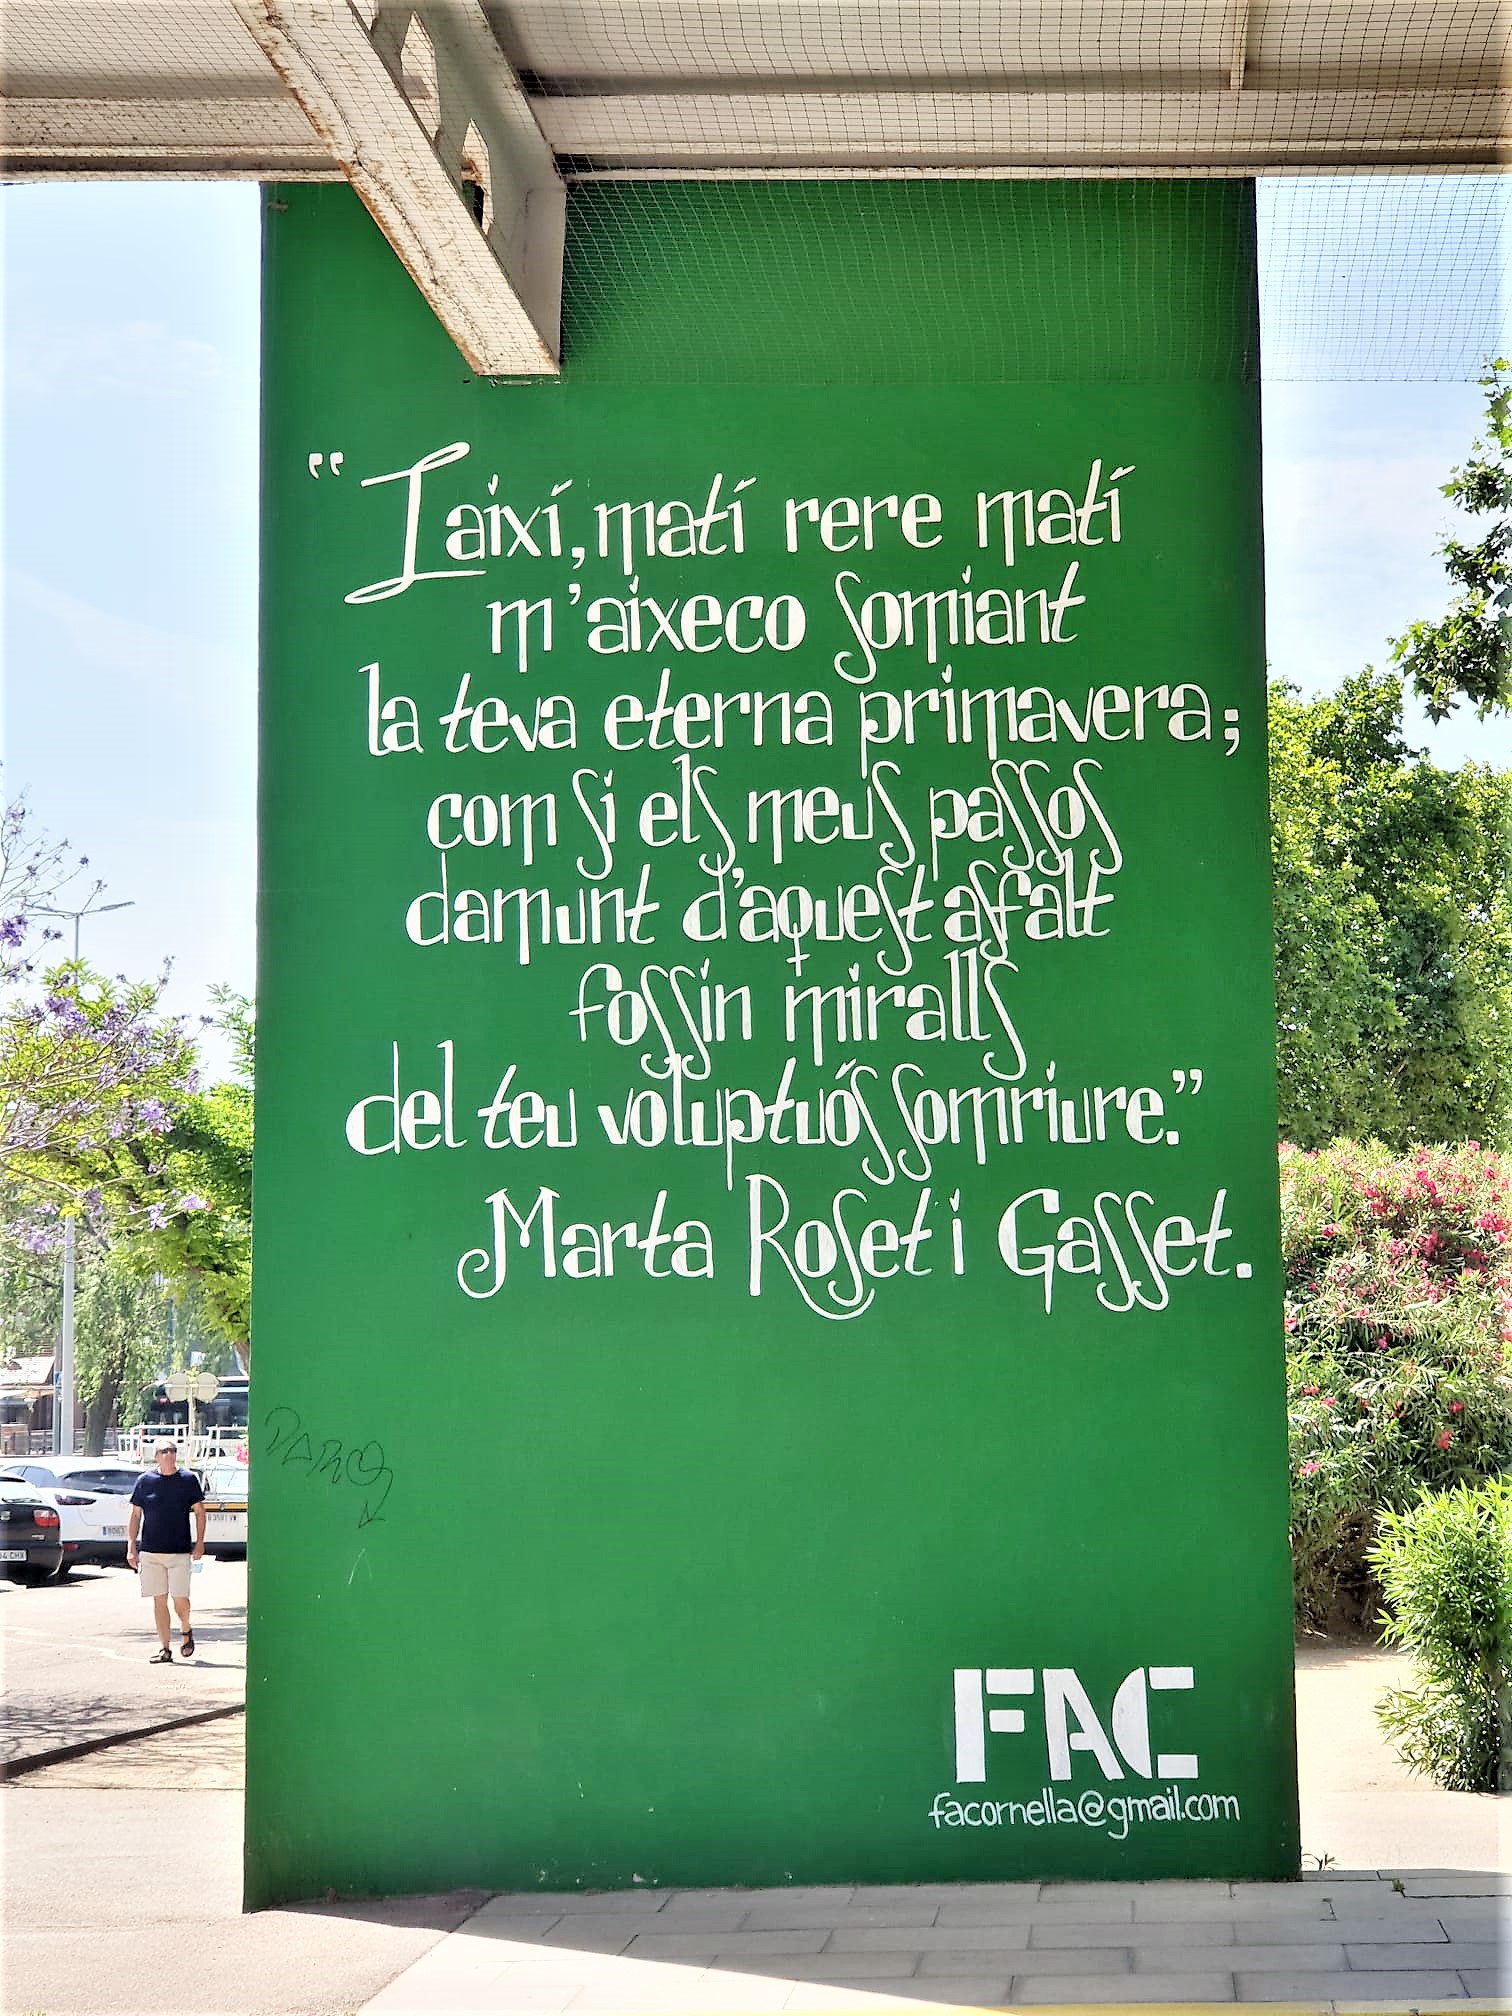 "I així, matí rere matí
m'aixeco somiant
la teva eterna primavera;
com si els meus passos
damunt d'aquest asfalt
fossin miralls
del teu voluptuós somriure."
Marta Roset i Gasset.
FAC
facornella@gmail.com